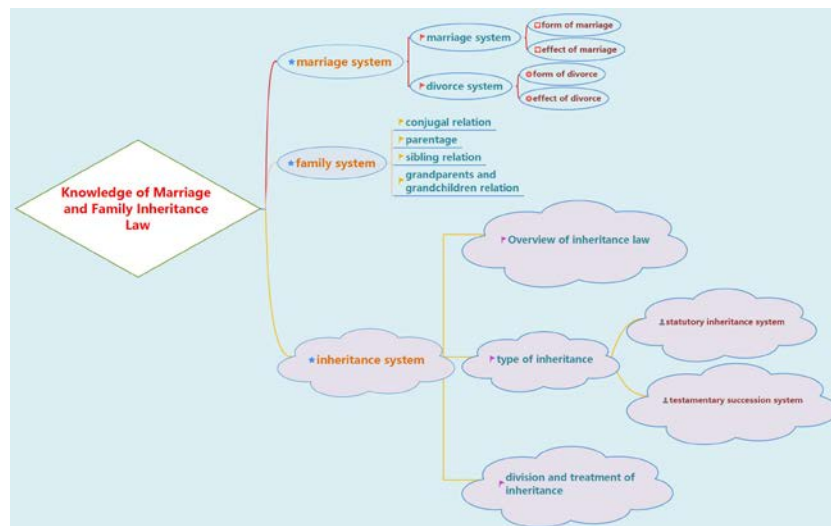 Knowledge of Marriage
and Family Inheritance
Law
marriage system
marriage system
form of marriage
effect of marriage
divorce system
form of divorce
effect of divorce
family system
conjugal relation
parentage
sibling relation
grandparents and
grandchildren relation
inheritance system
Overview of inheritance law
type of inheritance
statutory inheritance system
testamentary succession system
division and treatment of
inheritance